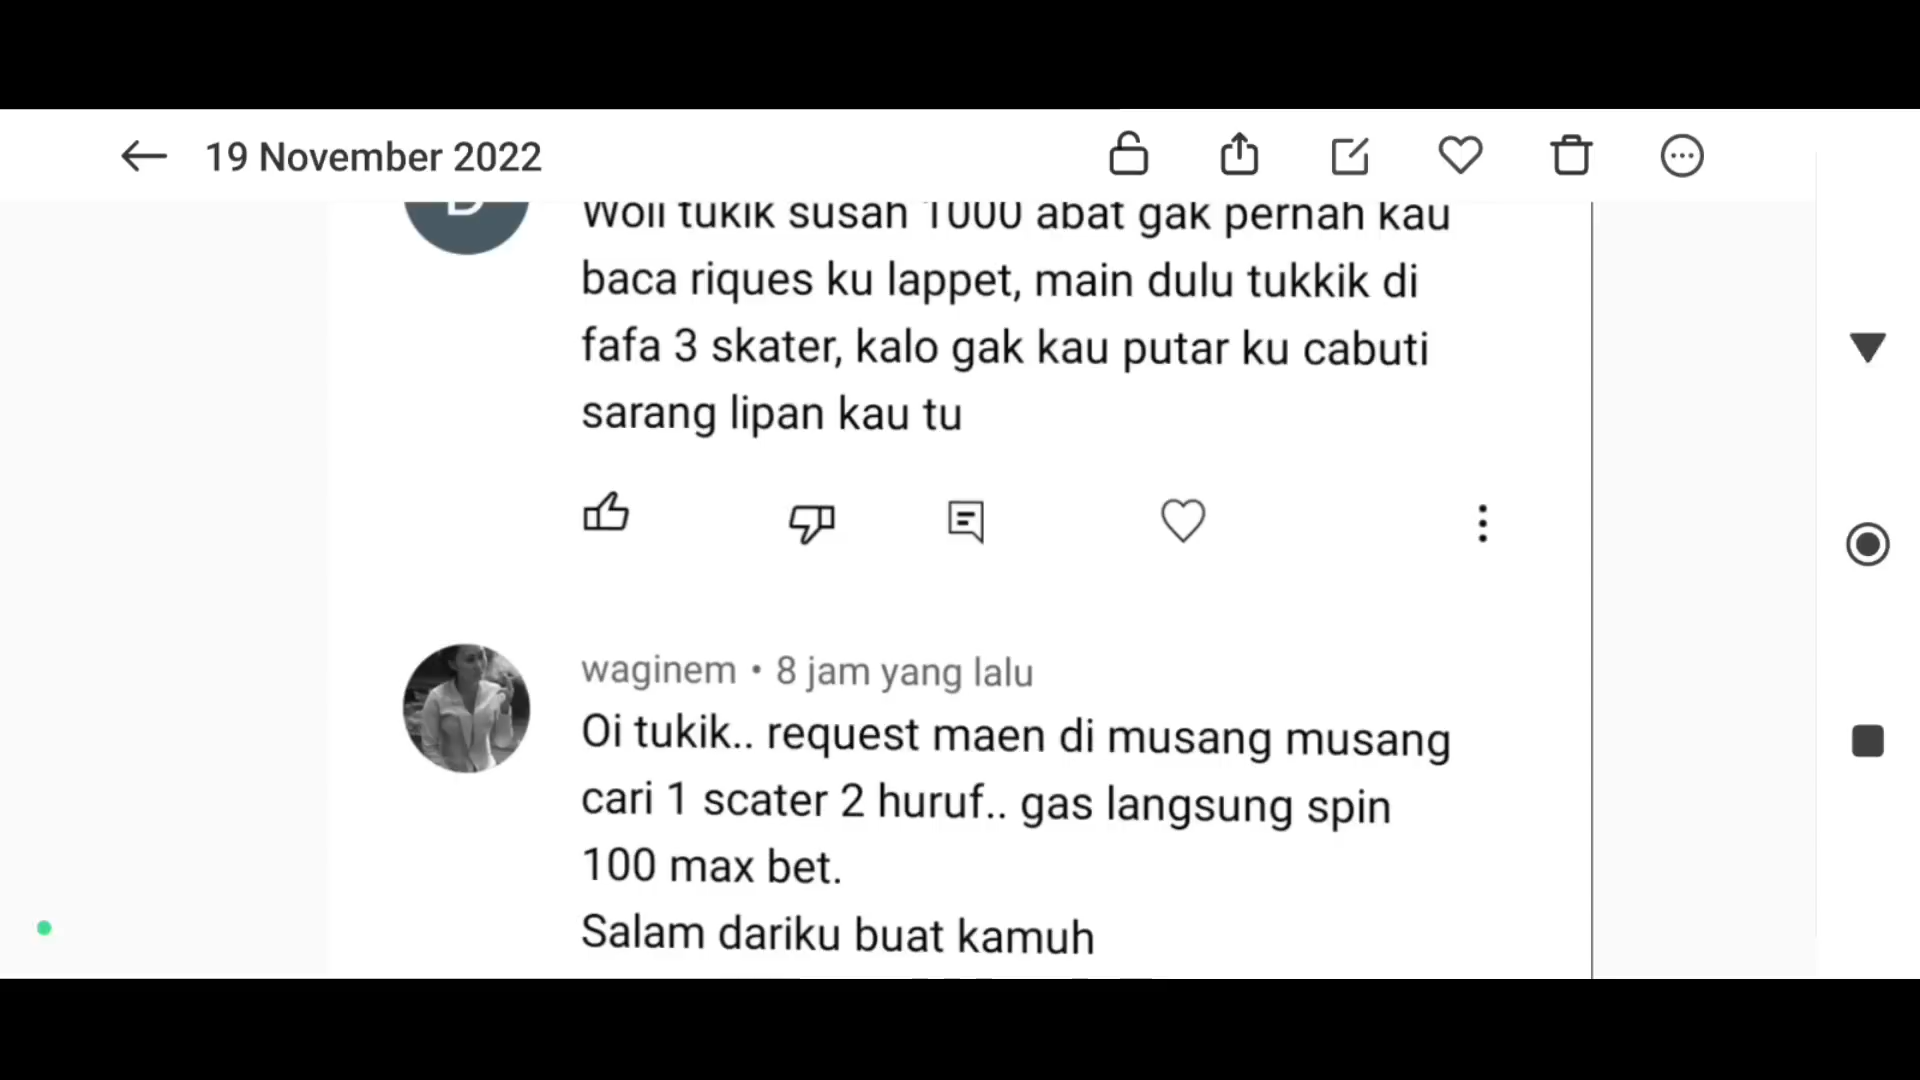 19 November 2022
Woii tukik susah 1000 abat gak pernah kau
baca riques ku lappet, main dulu tukkik di
fafa 3 skater, kalo gak kau putar ku cabuti
sarang lipan kau tu
waginem • 8 jam yang lalu
Oi tukik.. request maen di musang musang
cari 1 scater 2 huruf.. gas langsung spin
100 max bet.
Salam dariku buat kamuh